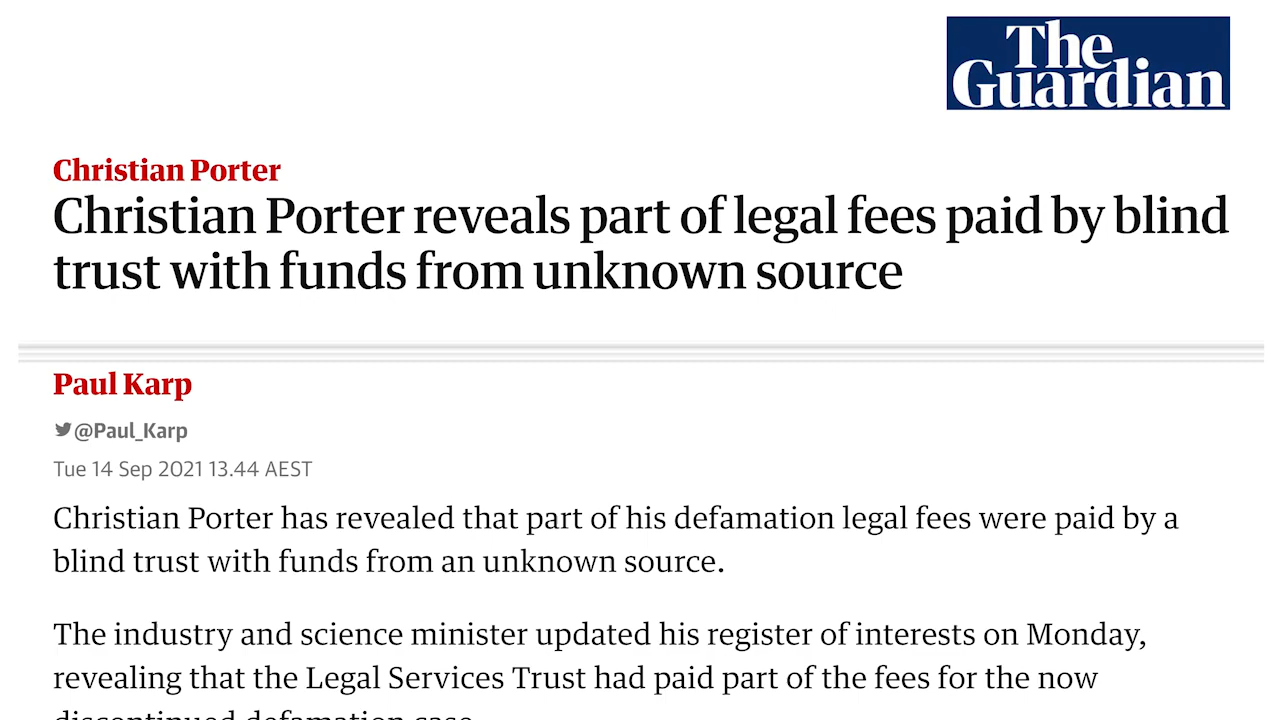 The
Guardian
Christian Porter
Christian Porter reveals part of legal fees paid by blind
trust with funds from unknown source
Paul Karp
@Paul_Karp
Tue 14 Sep 2021 13.44 AEST
Christian Porter has revealed that part of his defamation legal fees were paid by a
blind trust with funds from an unknown source.
The industry and science minister updated his register of interests on Monday,
revealing that the Legal Services Trust had paid part of the fees for the now
discontinued defamation case